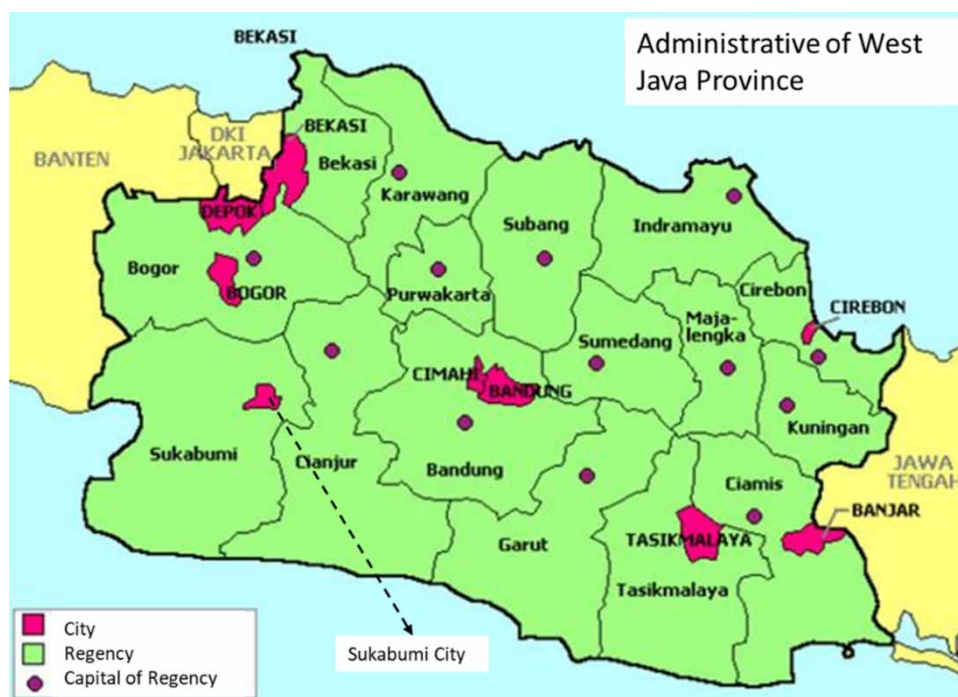 BEKASI
Administrative of West
Java Province
BANTEN
DKI
JAKARTA
BEKASI
Bekasi
Karawang
DEPOK
Subang
Indramayu
Bogor
BOGOR
Purwakarta
Cirebon
CIREBON
Maja-
lengka
Sumedang
CIMAHI
BANDUNG
Kuningan
Sukabumi
Cianjur
Bandung
JAWA
TENGAH
Ciamis
BANJAR
Garut
TASIKMALAYA
Tasikmalaya
City
Regency
Capital of Regency
Sukabumi City